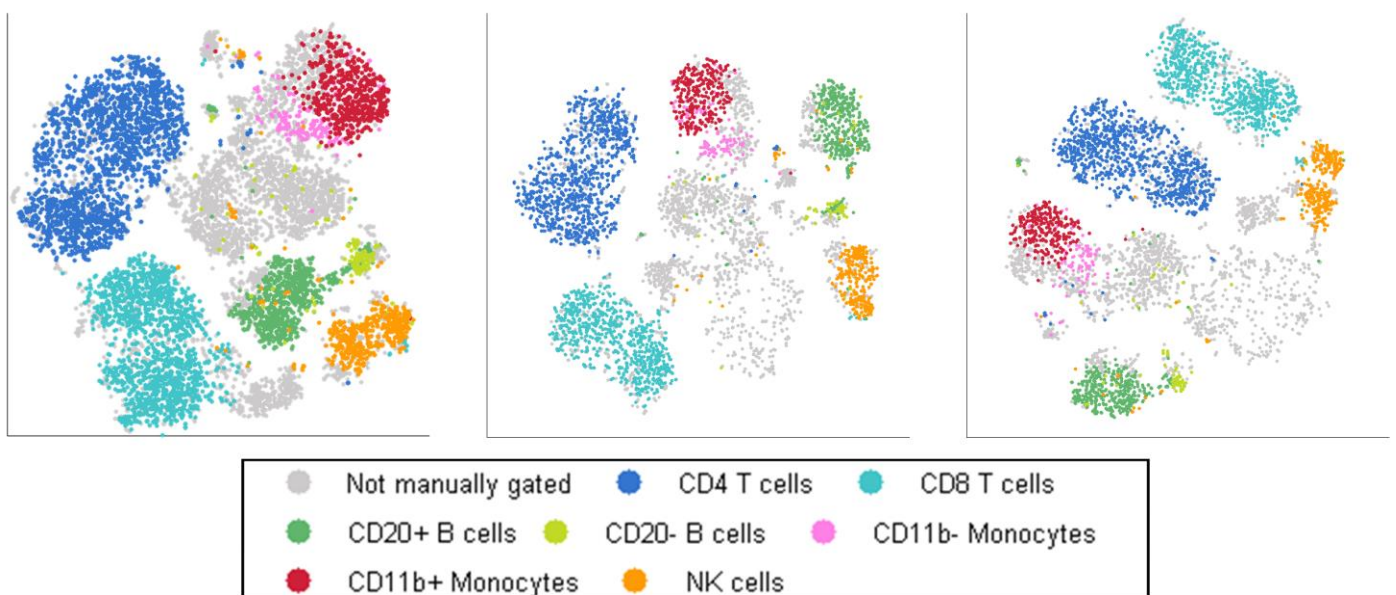 Not manually gated CD4 T cells CD8 T cells
CD20+ B cells CD20- B cells CD11b- Monocytes
CD11b+ Monocytes NK cells